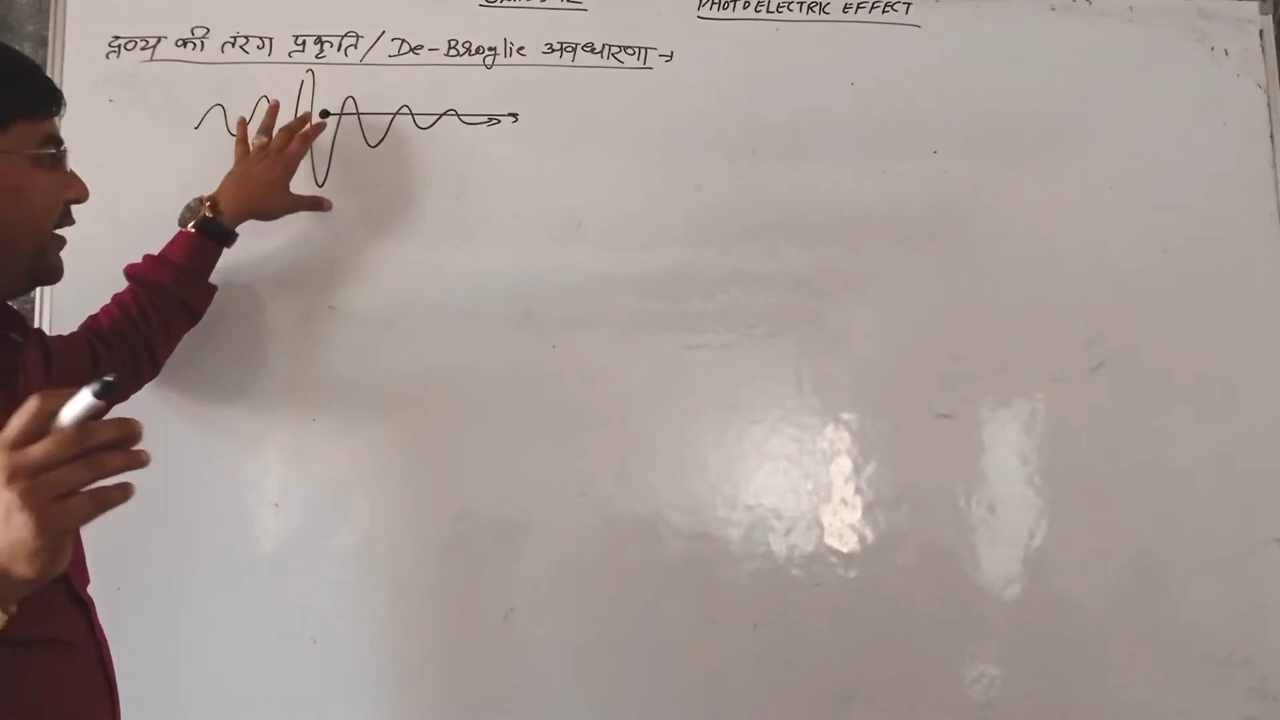 PHOTOELECTRIC EFFECT
द्रव्य की तरंग प्रकृति / De-Broglie अवधारणा →